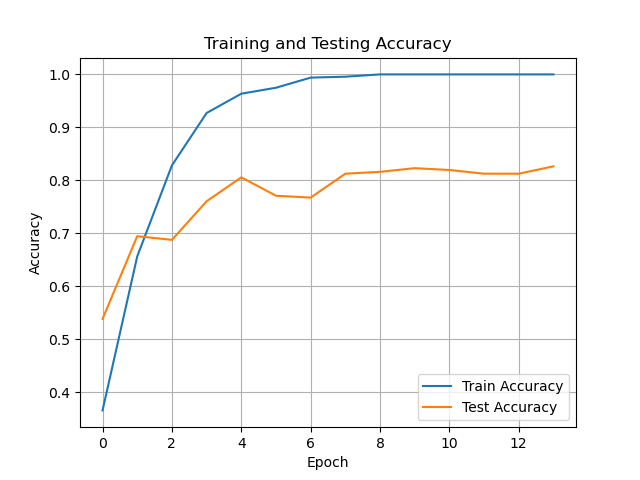 Training and Testing Accuracy
1.0
0.9
0.8
0.7
0.6
0.5
0.4
Accuracy
Train Accuracy
Test Accuracy
0 2 4 6 8 10 12
Epoch